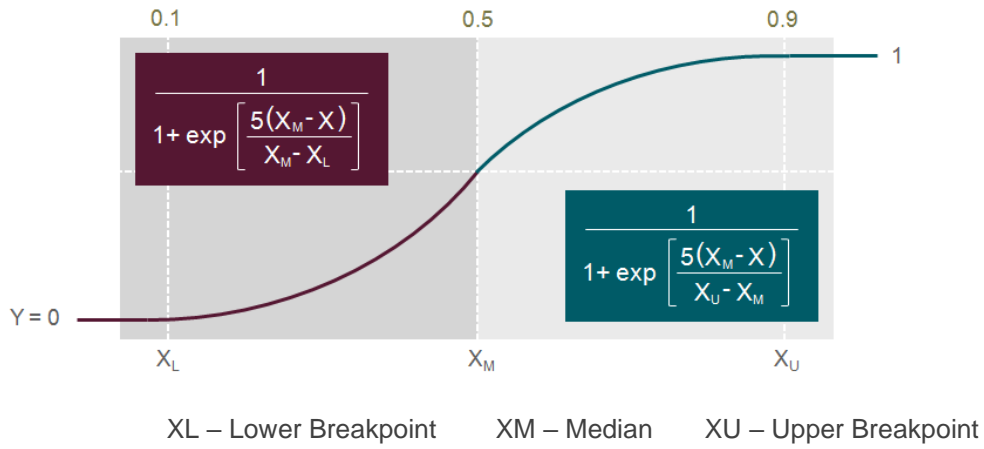 0.1 0.5 0.9
1
1
1+ exp [ 5(X_M - X) / X_M - X_L ]
1
1+ exp [ 5(X_M - X) / X_U - X_M ]
Y = 0
X_L X_M X_U
XL – Lower Breakpoint XM – Median XU – Upper Breakpoint